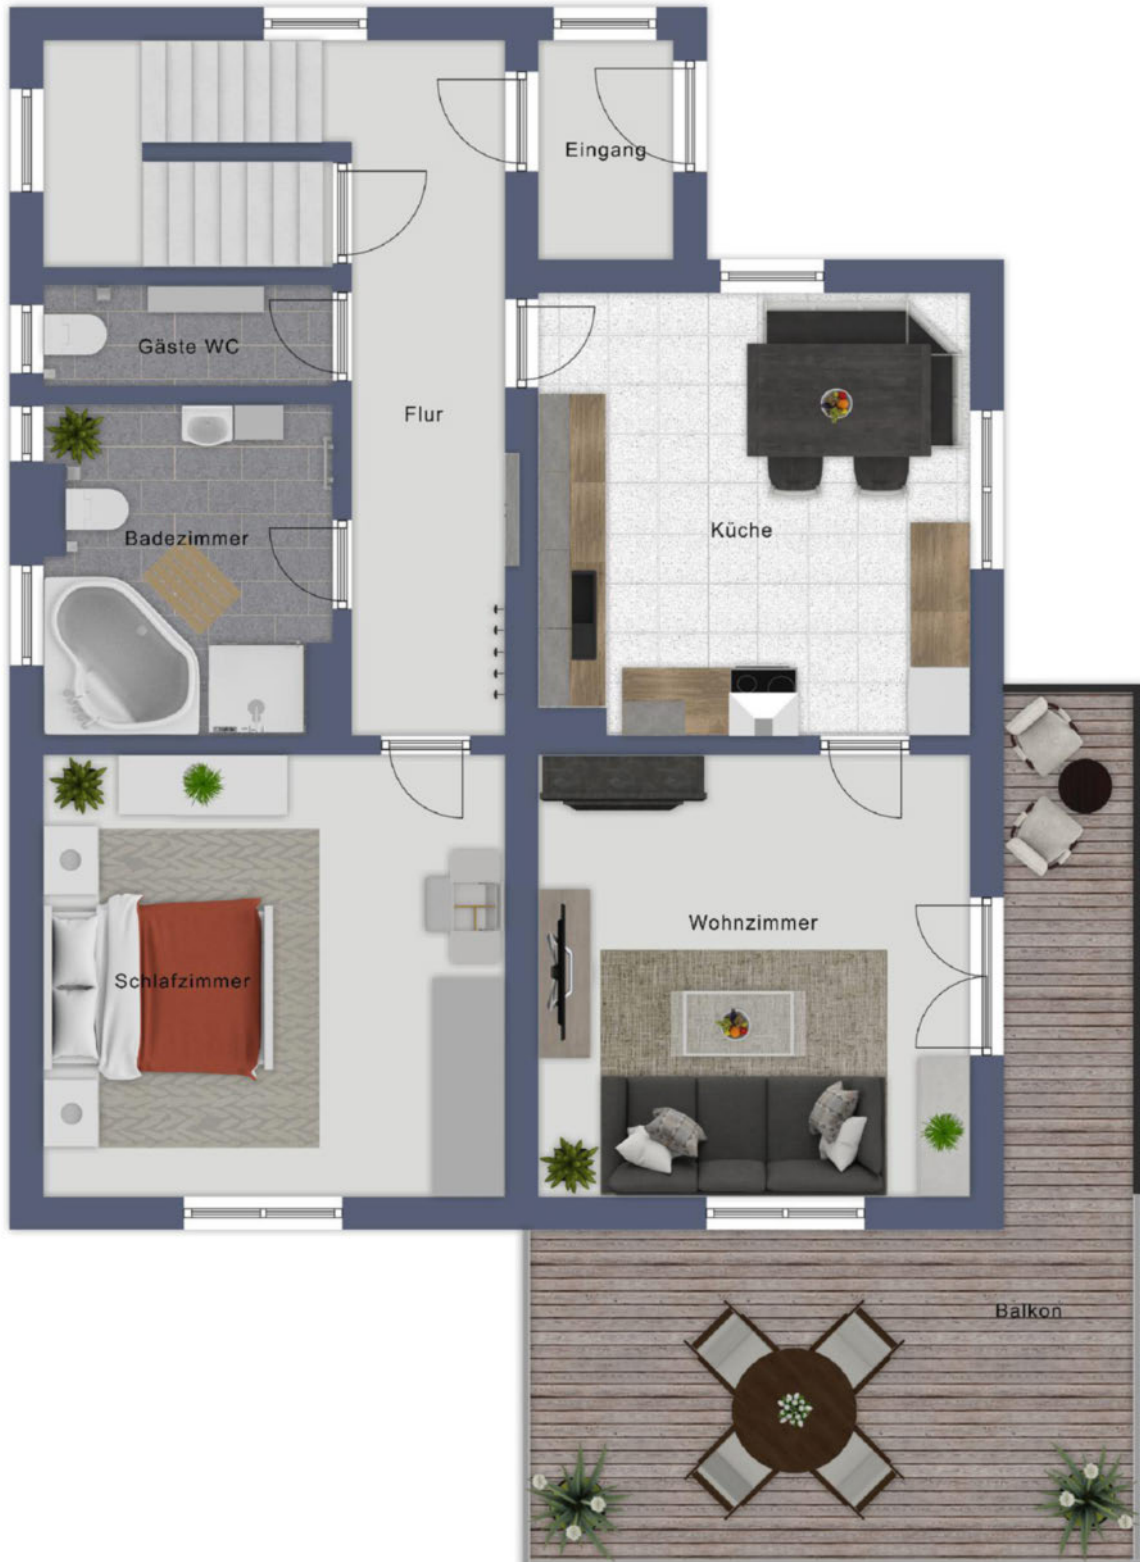 Eingang
Gäste WC
Flur
Küche
Badezimmer
Wohnzimmer
Schlafzimmer
Balkon